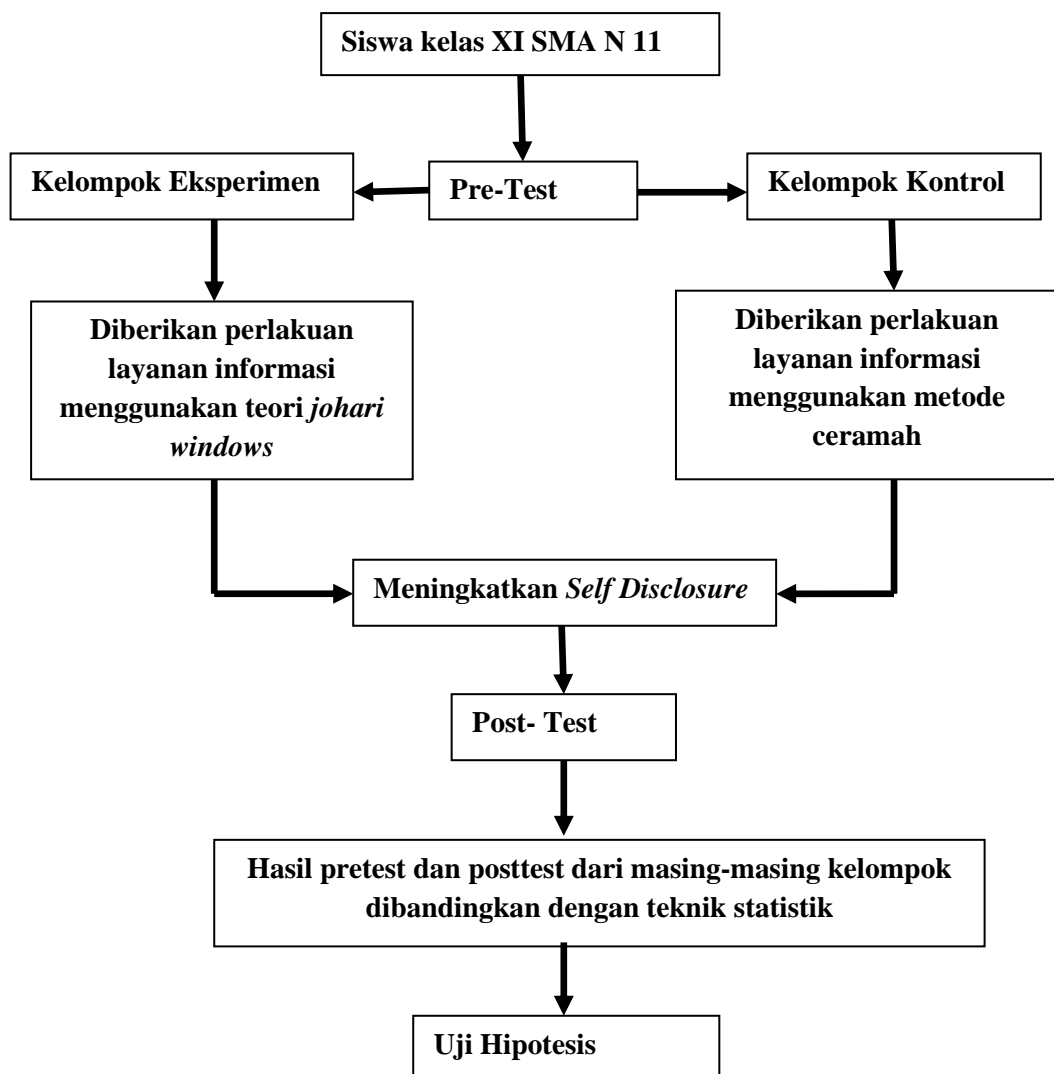 Siswa kelas XI SMA N 11
Kelompok Eksperimen
Pre-Test
Kelompok Kontrol
Diberikan perlakuan
layanan informasi
menggunakan teori johari
windows
Diberikan perlakuan
layanan informasi
menggunakan metode
ceramah
Meningkatkan Self Disclosure
Post- Test
Hasil pretest dan posttest dari masing-masing kelompok
dibandingkan dengan teknik statistik
Uji Hipotesis